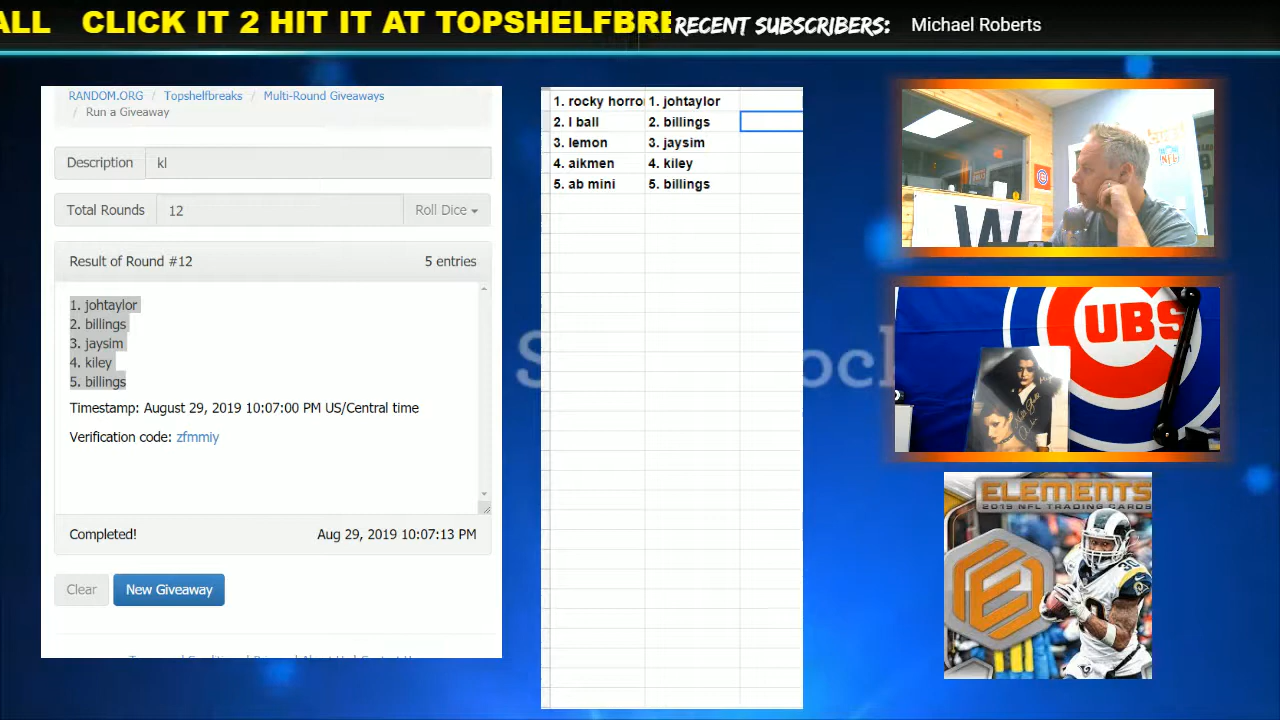 ALL CLICK IT 2 HIT IT AT TOPSHELFBRE
RECENT SUBSCRIBERS: Michael Roberts
RANDOM.ORG / Topshelfbreaks / Multi-Round Giveaways
/ Run a Giveaway
Description kl
Total Rounds 12 Roll Dice
Result of Round #12 5 entries
1. johtaylor
2. billings
3. jaysim
4. kiley
5. billings
Timestamp: August 29, 2019 10:07:00 PM US/Central time
Verification code: zfmmiy
Completed! Aug 29, 2019 10:07:13 PM
Clear New Giveaway
1. rocky horro 1. johtaylor
2. l ball 2. billings
3. lemon 3. jaysim
4. aikmen 4. kiley
5. ab mini 5. billings
W
UBS
ELEMENTS
2019 NFL TRADING CARDS
E
30